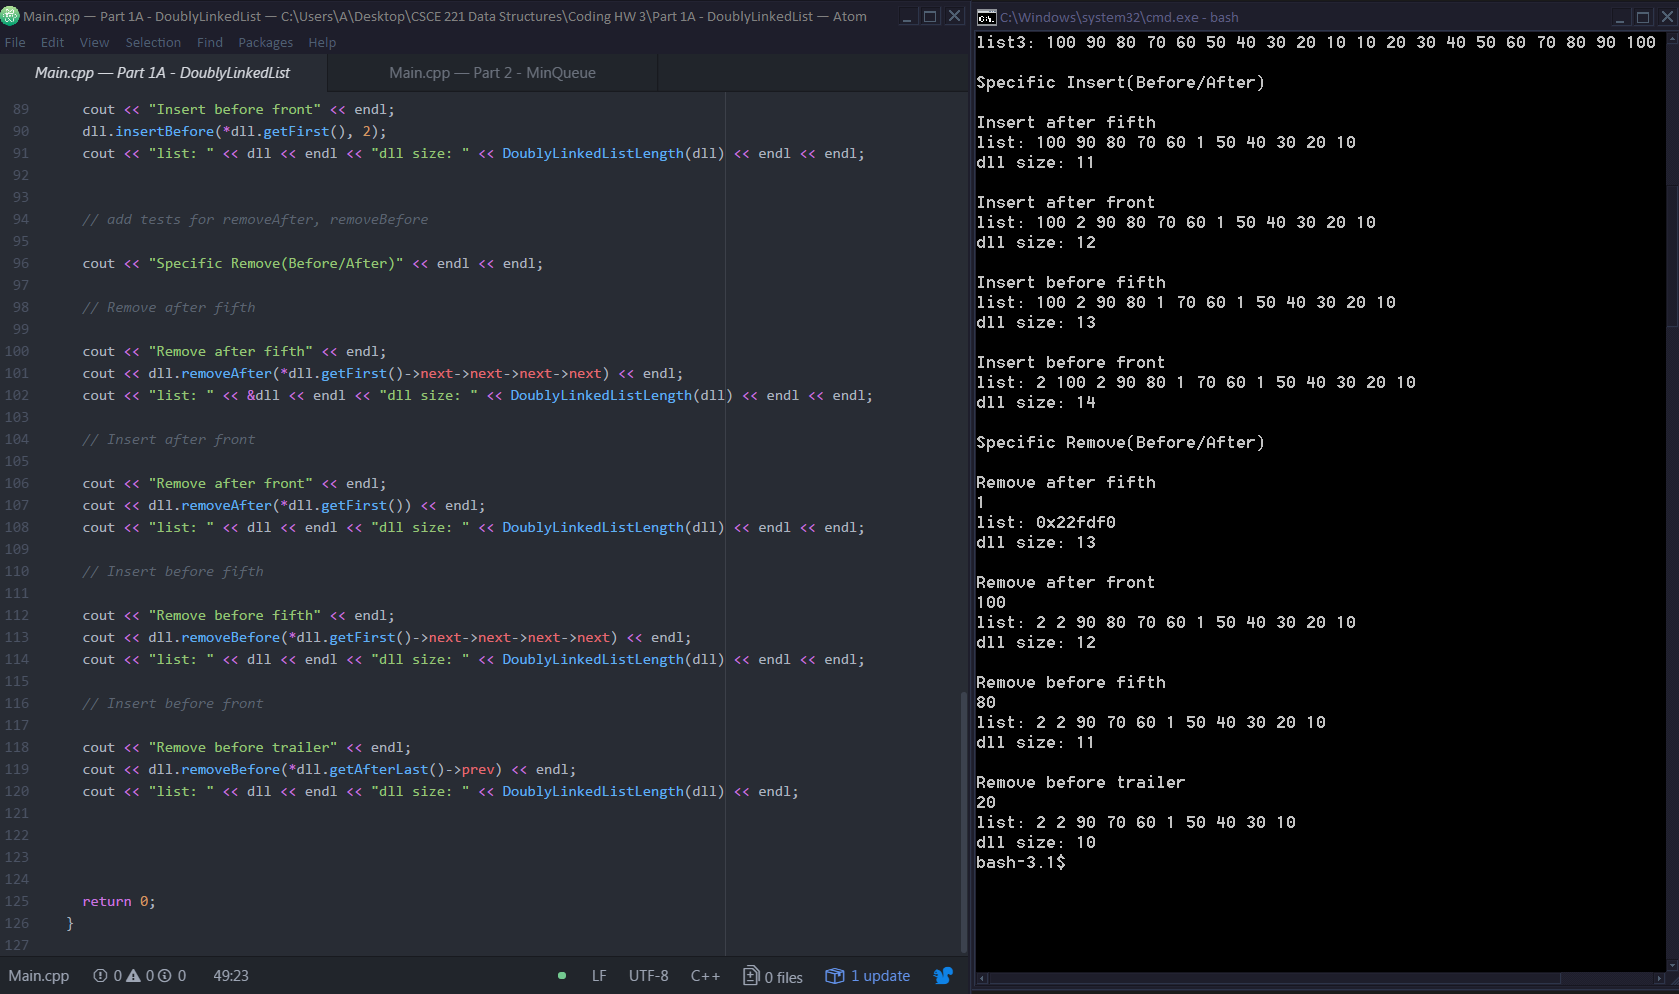 Main.cpp — Part 1A - DoublyLinkedList — C:\Users\A\Desktop\CSCE 221 Data Structures\Coding HW 3\Part 1A - DoublyLinkedList — Atom
File Edit View Selection Find Packages Help
Main.cpp — Part 1A - DoublyLinkedList
Main.cpp — Part 2 - MinQueue
89 cout << "Insert before front" << endl;
90 dll.insertBefore(*dll.getFirst(), 2);
91 cout << "list: " << dll << endl << "dll size: " << DoublyLinkedListLength(dll) << endl << endl;
92
93
94 // add tests for removeAfter, removeBefore
95
96 cout << "Specific Remove(Before/After)" << endl << endl;
97
98 // Remove after fifth
99
100 cout << "Remove after fifth" << endl;
101 cout << dll.removeAfter(*dll.getFirst()->next->next->next->next) << endl;
102 cout << "list: " << &dll << endl << "dll size: " << DoublyLinkedListLength(dll) << endl << endl;
103
104 // Insert after front
105
106 cout << "Remove after front" << endl;
107 cout << dll.removeAfter(*dll.getFirst()) << endl;
108 cout << "list: " << dll << endl << "dll size: " << DoublyLinkedListLength(dll) << endl << endl;
109
110 // Insert before fifth
111
112 cout << "Remove before fifth" << endl;
113 cout << dll.removeBefore(*dll.getFirst()->next->next->next->next) << endl;
114 cout << "list: " << dll << endl << "dll size: " << DoublyLinkedListLength(dll) << endl << endl;
115
116 // Insert before front
117
118 cout << "Remove before trailer" << endl;
119 cout << dll.removeBefore(*dll.getAfterLast()->prev) << endl;
120 cout << "list: " << dll << endl << "dll size: " << DoublyLinkedListLength(dll) << endl;
121
122
123
124
125 return 0;
126 }
127
Main.cpp 0 0 0 49:23 LF UTF-8 C++ 0 files 1 update
C:\Windows\system32\cmd.exe - bash
list3: 100 90 80 70 60 50 40 30 20 10 10 20 30 40 50 60 70 80 90 100
Specific Insert(Before/After)
Insert after fifth
list: 100 90 80 70 60 1 50 40 30 20 10
dll size: 11
Insert after front
list: 100 2 90 80 70 60 1 50 40 30 20 10
dll size: 12
Insert before fifth
list: 100 2 90 80 1 70 60 1 50 40 30 20 10
dll size: 13
Insert before front
list: 2 100 2 90 80 1 70 60 1 50 40 30 20 10
dll size: 14
Specific Remove(Before/After)
Remove after fifth
1
list: 0x22fdf0
dll size: 13
Remove after front
100
list: 2 2 90 80 70 60 1 50 40 30 20 10
dll size: 12
Remove before fifth
80
list: 2 2 90 70 60 1 50 40 30 20 10
dll size: 11
Remove before trailer
20
list: 2 2 90 70 60 1 50 40 30 10
dll size: 10
bash-3.1$